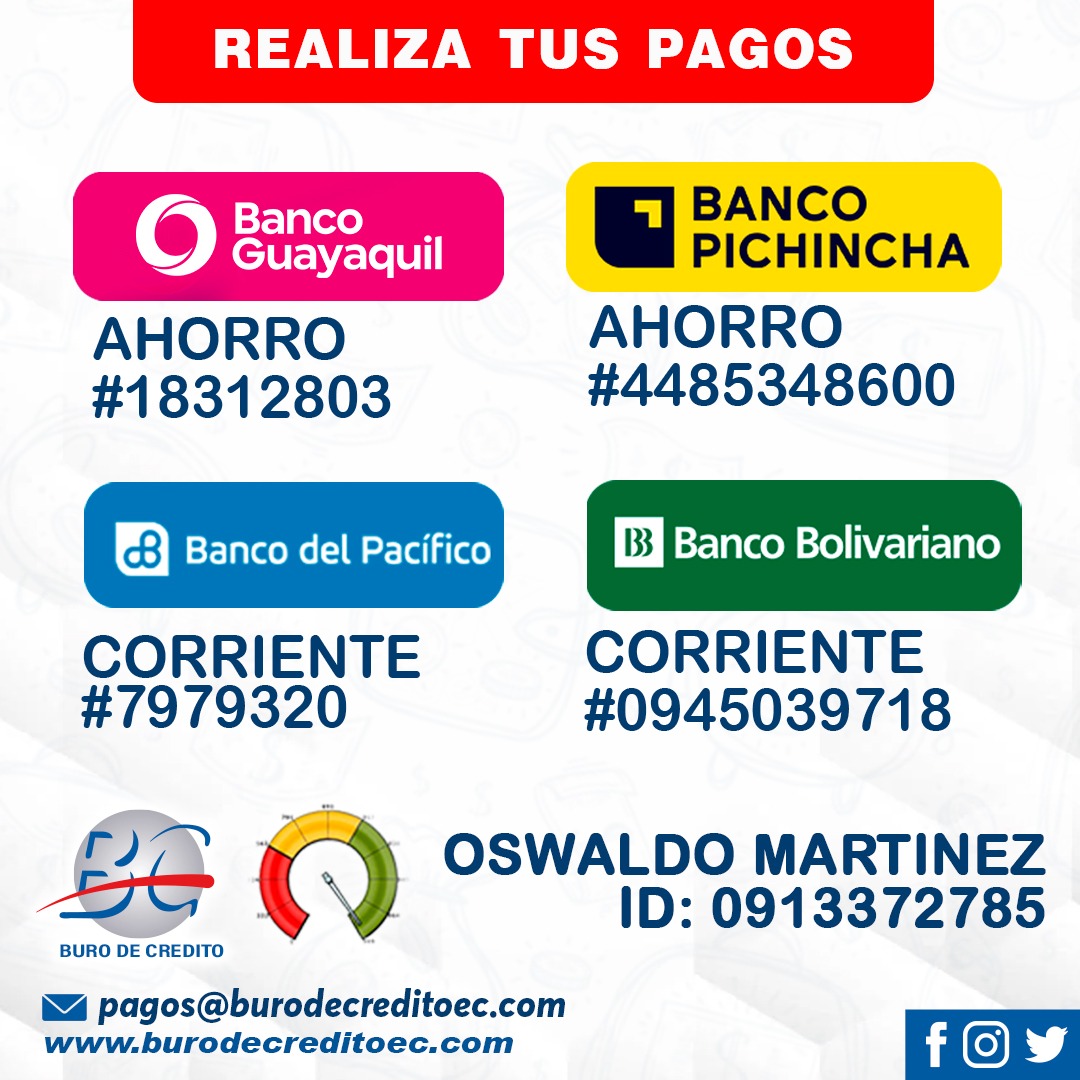 REALIZA TUS PAGOS
Banco
Guayaquil
AHORRO
#18312803
BANCO
PICHINCHA
AHORRO
#4485348600
Banco del Pacífico
CORRIENTE
#7979320
Banco Bolivariano
CORRIENTE
#0945039718
BURO DE CREDITO
OSWALDO MARTINEZ
ID: 0913372785
pagos@burodecreditoec.com
www.burodecreditoec.com